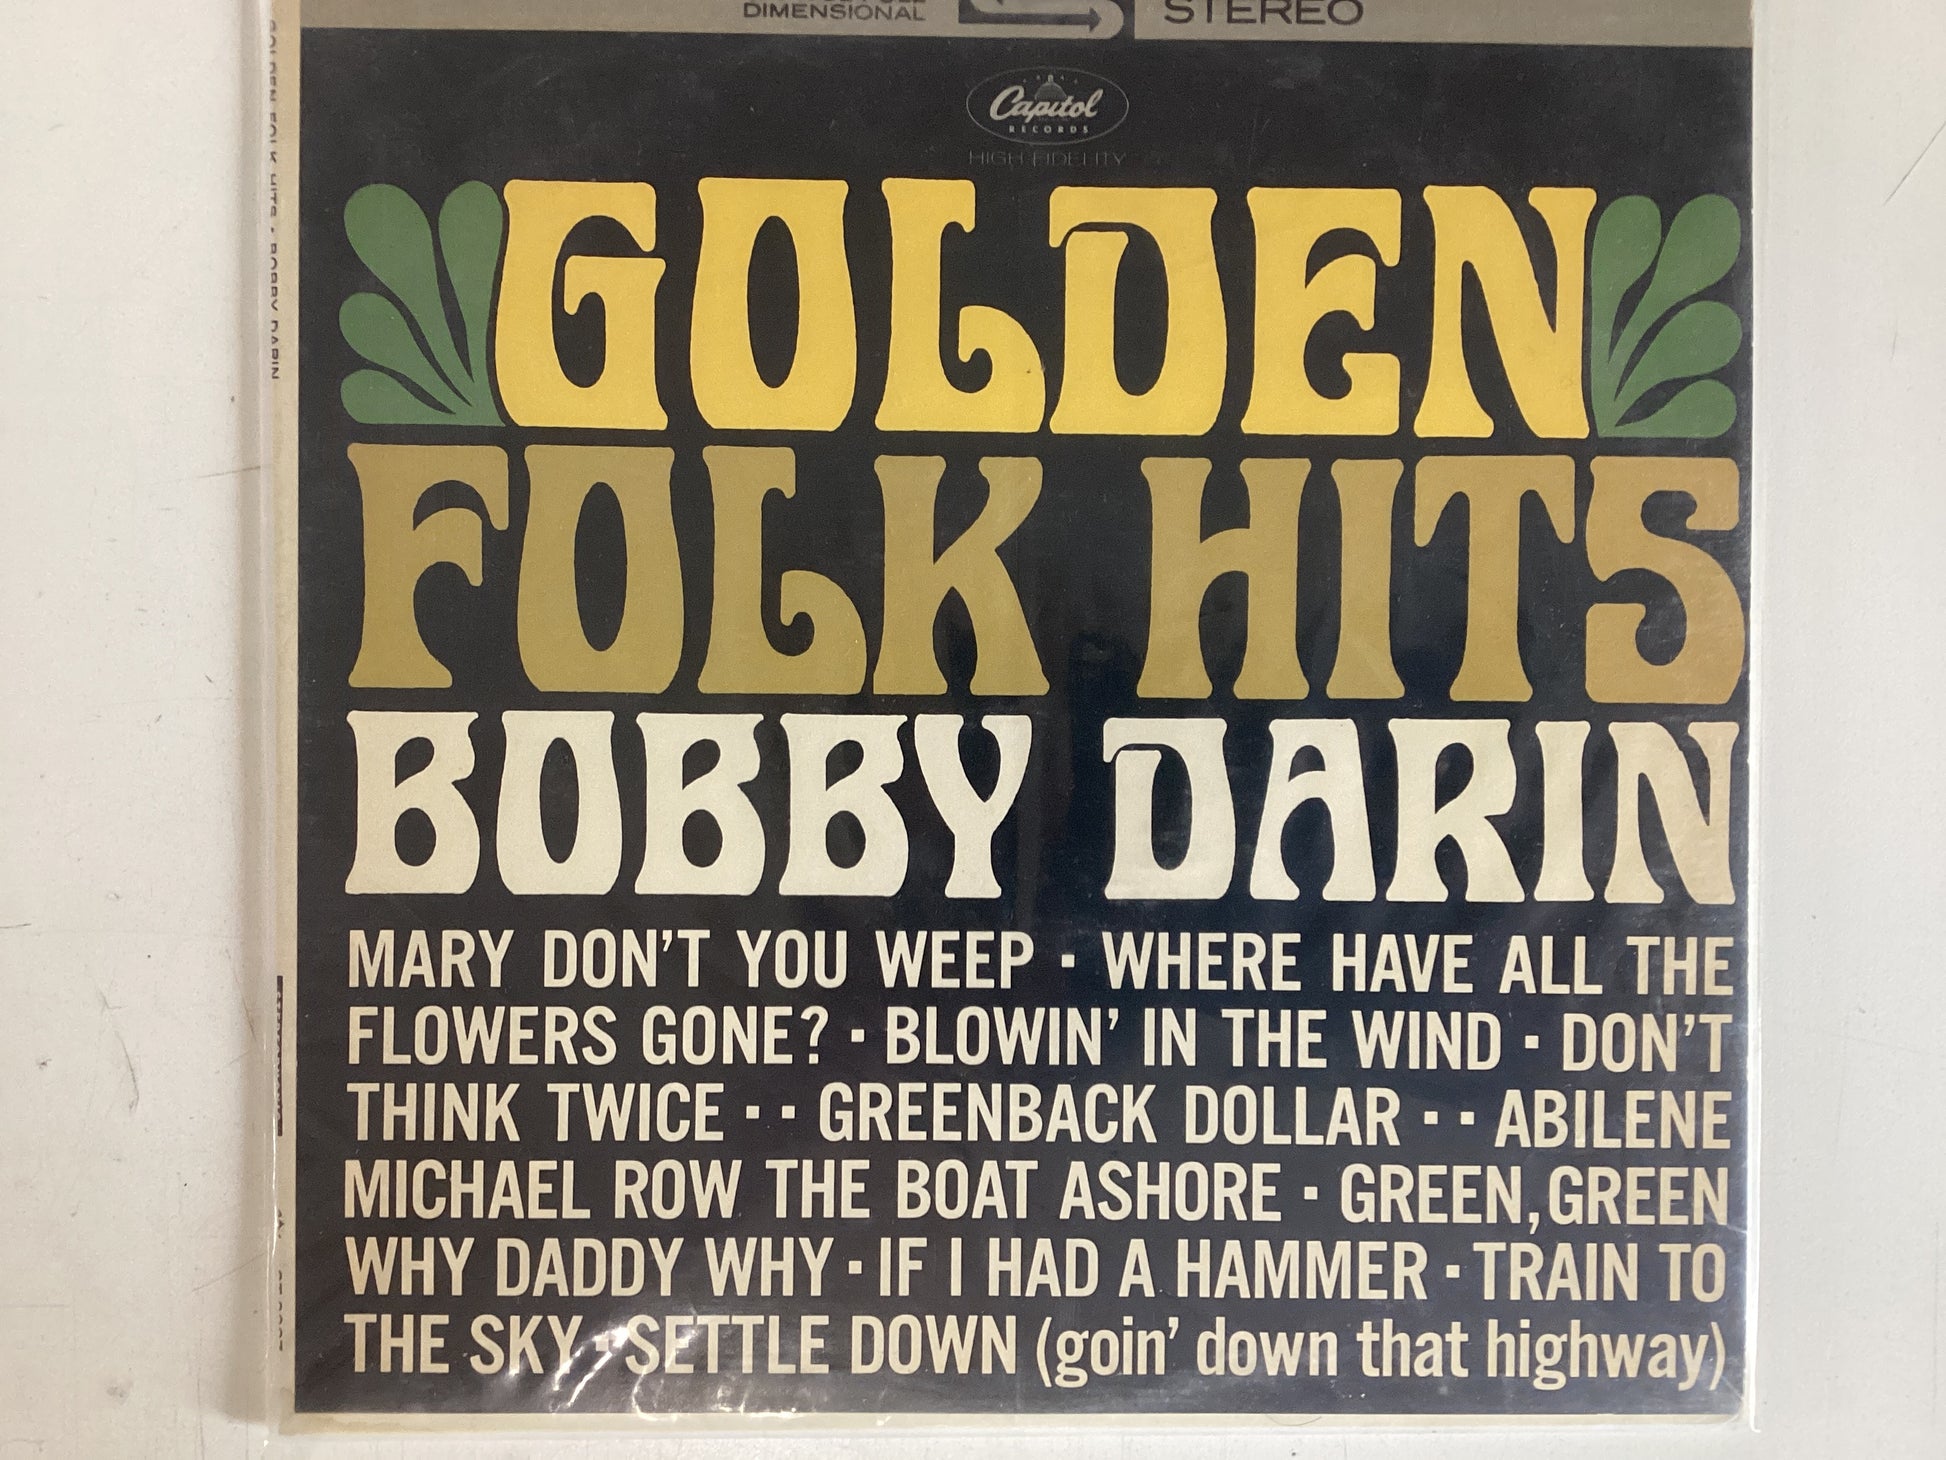 DIMENSIONAL
STEREO
Capitol
RECORDS
HIGH FIDELITY
GOLDEN
FOLK HITS
BOBBY DARIN
MARY DON'T YOU WEEP · WHERE HAVE ALL THE
FLOWERS GONE? · BLOWIN' IN THE WIND · DON'T
THINK TWICE · · GREENBACK DOLLAR · · ABILENE
MICHAEL ROW THE BOAT ASHORE · GREEN, GREEN
WHY DADDY WHY · IF I HAD A HAMMER · TRAIN TO
THE SKY · SETTLE DOWN (goin' down that highway)
GOLDEN FOLK HITS · BOBBY DARIN